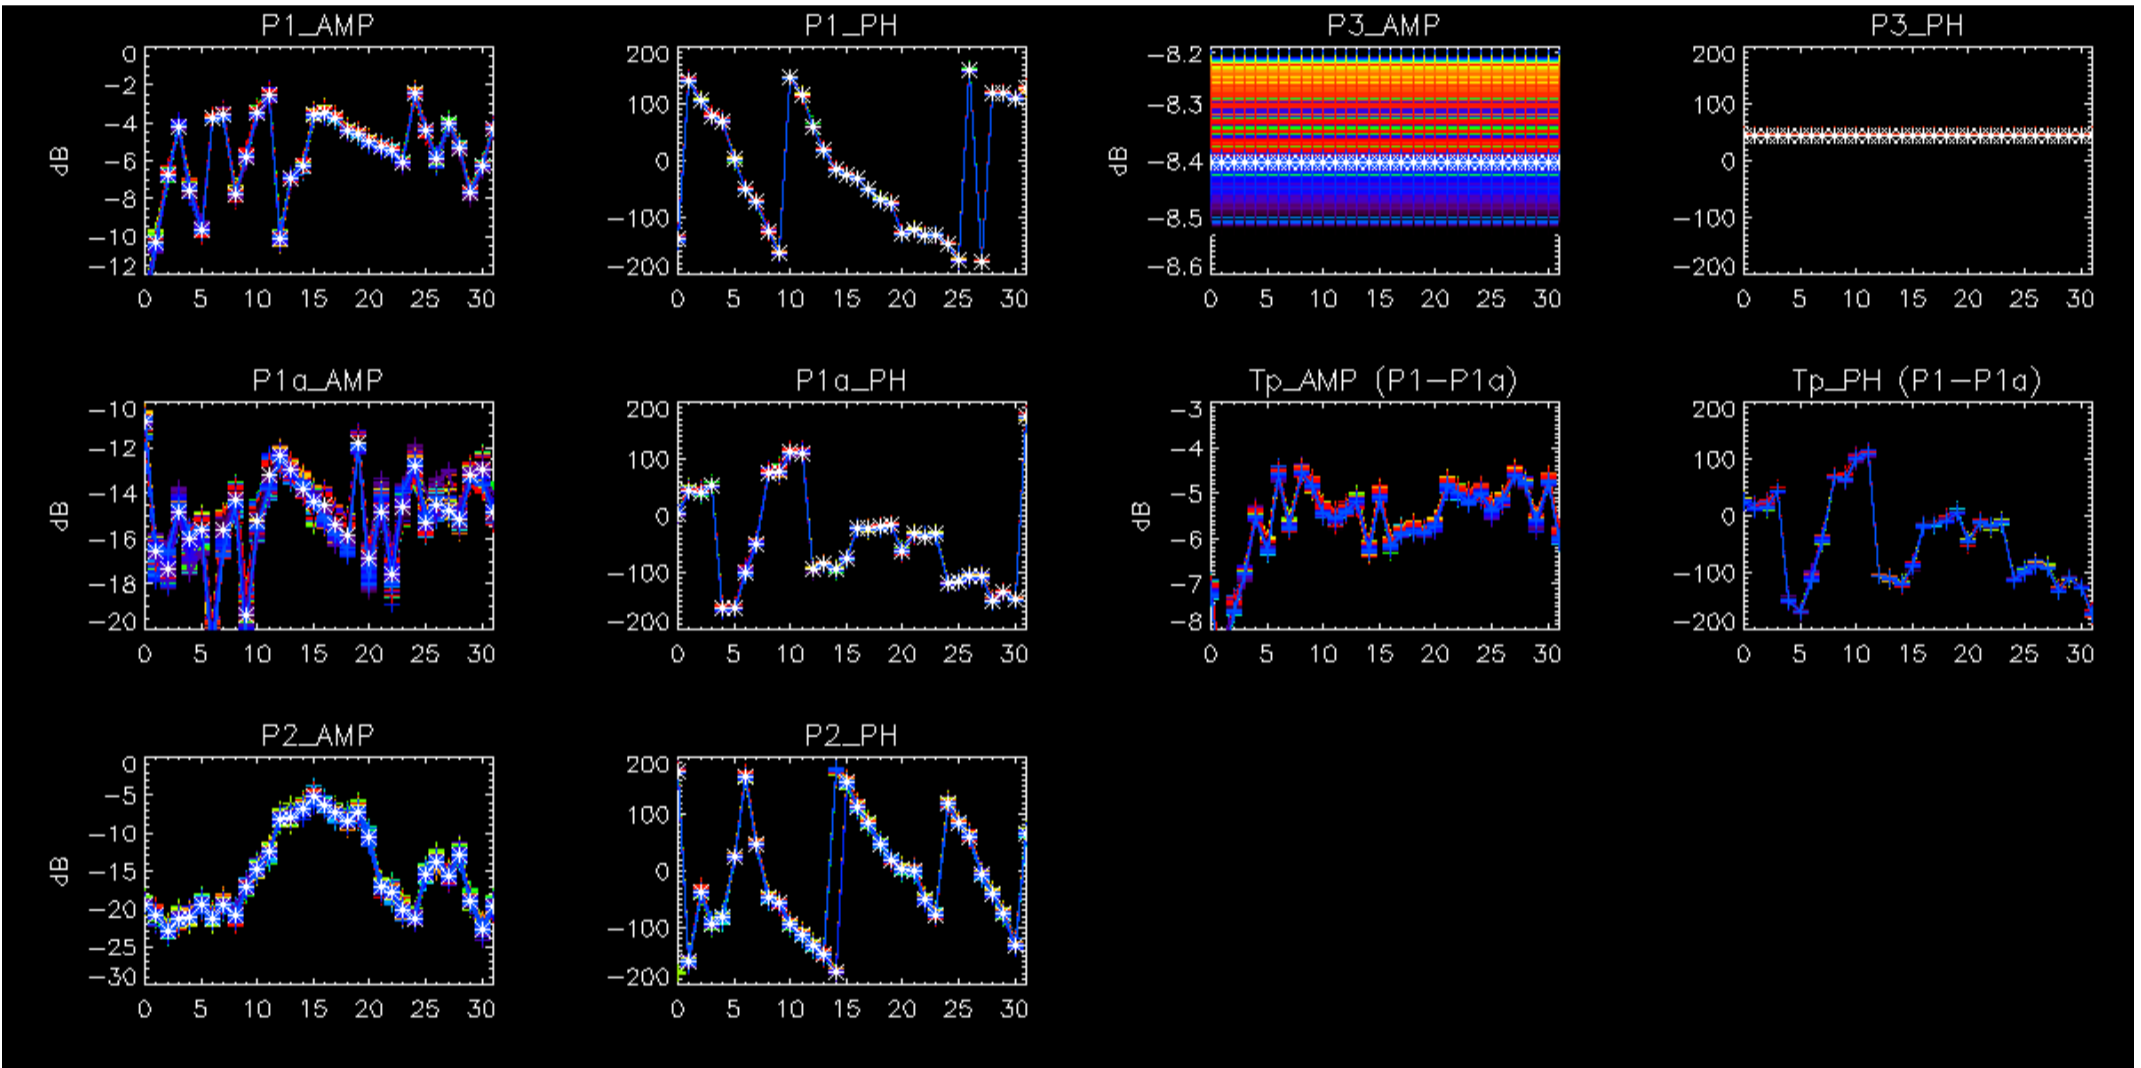 P1_AMP
0
−2
−4
−6
−8
−10
−12
dB
0 5 10 15 20 25 30
P1_PH
200
100
0
−100
−200
0 5 10 15 20 25 30
P3_AMP
−8.2
−8.3
−8.4
−8.5
−8.6
dB
0 5 10 15 20 25 30
P3_PH
200
100
0
−100
−200
0 5 10 15 20 25 30
P1a_AMP
−10
−12
−14
−16
−18
−20
dB
0 5 10 15 20 25 30
P1a_PH
200
100
0
−100
−200
0 5 10 15 20 25 30
Tp_AMP (P1−P1a)
−3
−4
−5
−6
−7
−8
dB
0 5 10 15 20 25 30
Tp_PH (P1−P1a)
200
100
0
−100
−200
0 5 10 15 20 25 30
P2_AMP
0
−5
−10
−15
−20
−25
−30
dB
0 5 10 15 20 25 30
P2_PH
200
100
0
−100
−200
0 5 10 15 20 25 30